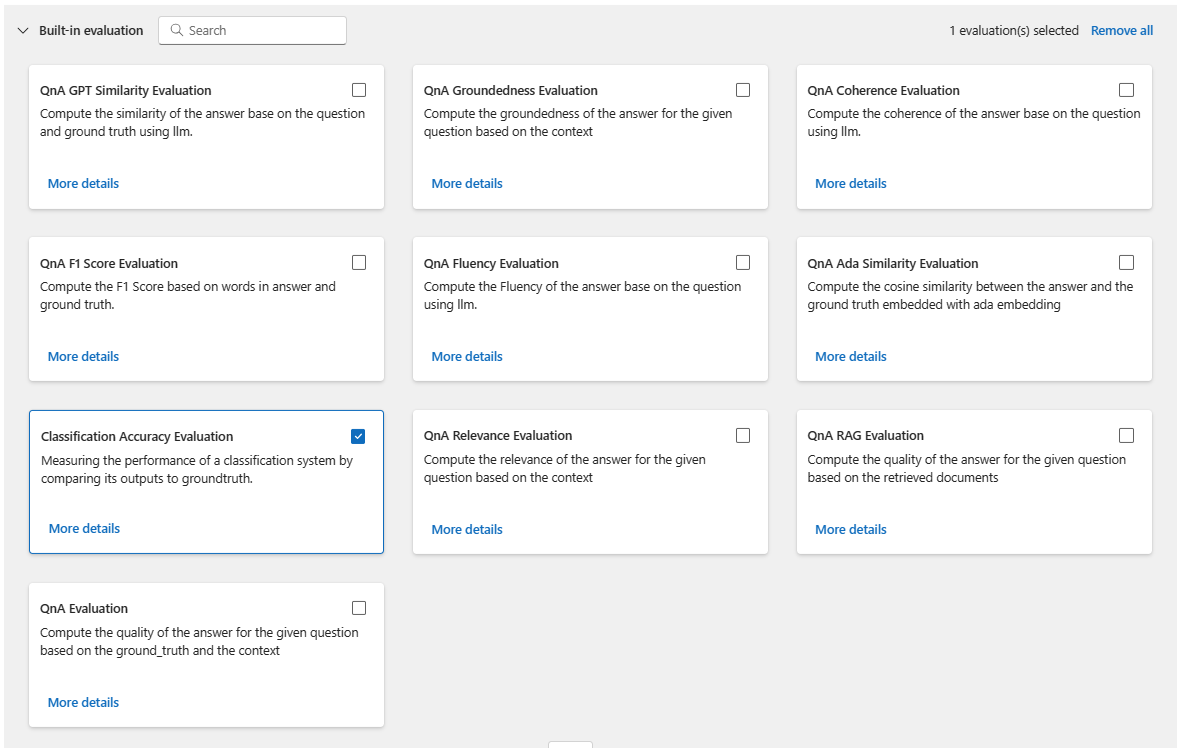 Built-in evaluation
Search
1 evaluation(s) selected
Remove all
QnA GPT Similarity Evaluation
Compute the similarity of the answer base on the question
and ground truth using llm.
More details
QnA Groundedness Evaluation
Compute the groundedness of the answer for the given
question based on the context
More details
QnA Coherence Evaluation
Compute the coherence of the answer base on the question
using llm.
More details
QnA F1 Score Evaluation
Compute the F1 Score based on words in answer and
ground truth.
More details
QnA Fluency Evaluation
Compute the Fluency of the answer base on the question
using llm.
More details
QnA Ada Similarity Evaluation
Compute the cosine similarity between the answer and the
ground truth embedded with ada embedding
More details
Classification Accuracy Evaluation
Measuring the performance of a classification system by
comparing its outputs to groundtruth.
More details
QnA Relevance Evaluation
Compute the relevance of the answer for the given
question based on the context
More details
QnA RAG Evaluation
Compute the quality of the answer for the given question
based on the retrieved documents
More details
QnA Evaluation
Compute the quality of the answer for the given question
based on the ground_truth and the context
More details